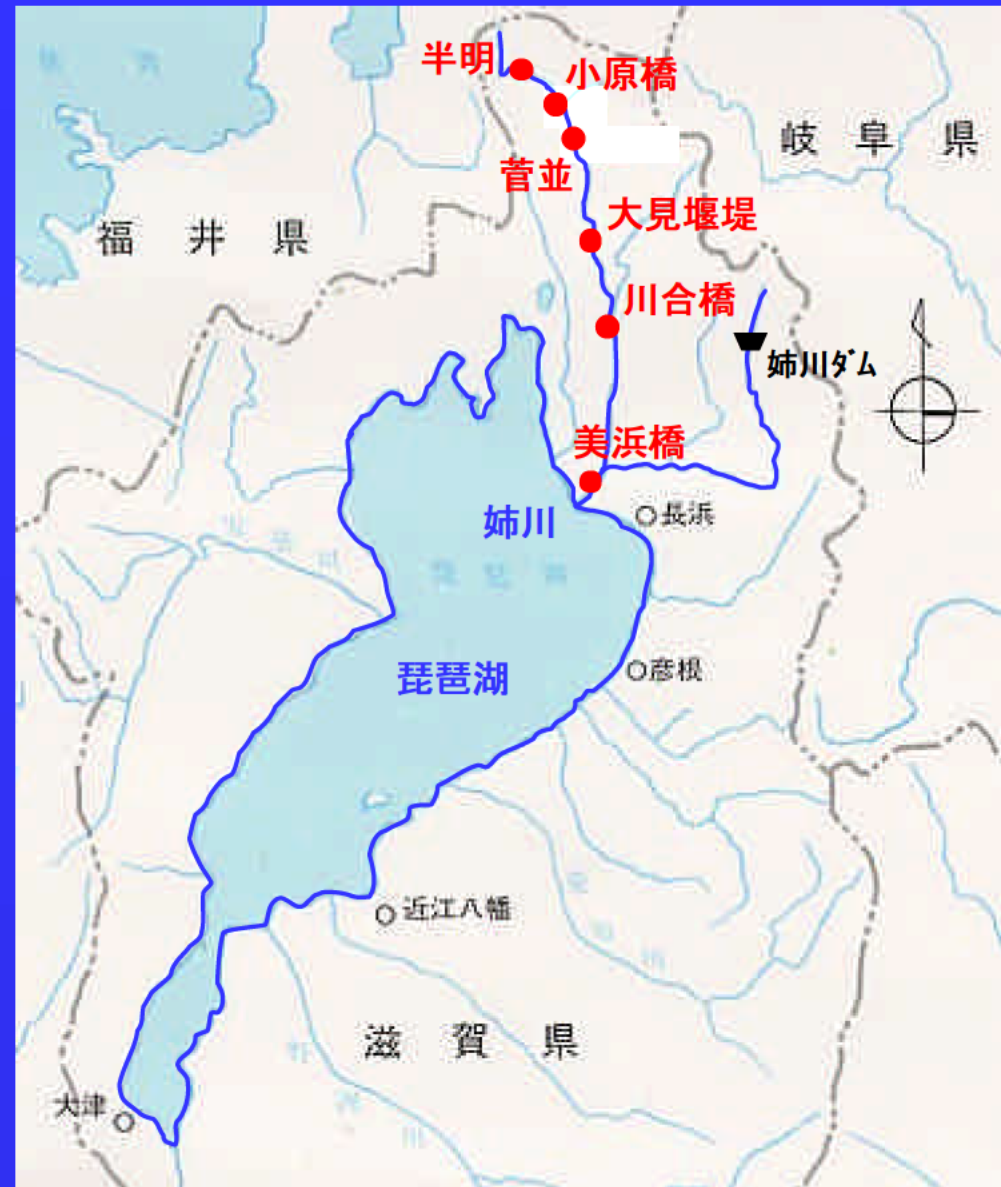 半明
小原橋
岐阜県
菅並
福井県
大見堰堤
川合橋
姉川ダム
美浜橋
長浜
姉川
琵琶湖
彦根
近江八幡
滋賀県
大津